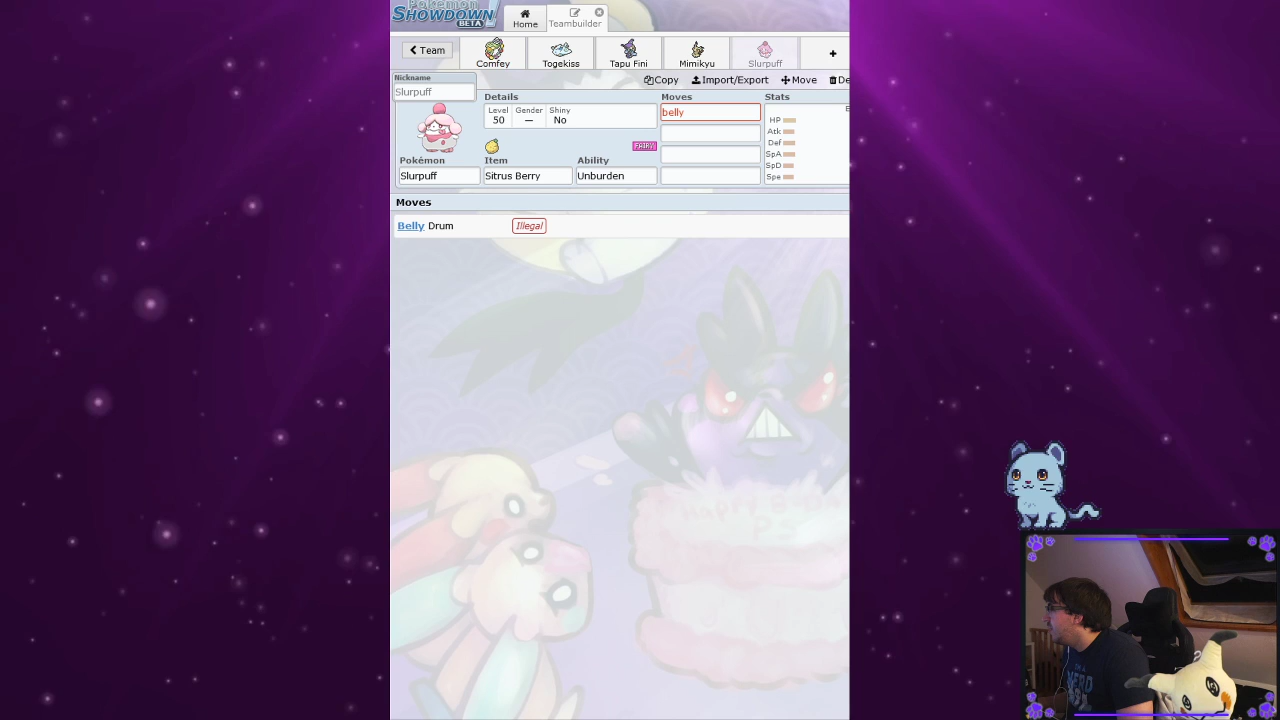 Pokémon
SHOWDOWN
BETA
Home
Teambuilder
Team
Comfey
Togekiss
Tapu Fini
Mimikyu
Slurpuff
+
Copy
Import/Export
Move
De
Nickname
Slurpuff
Details
Level
50
Gender
—
Shiny
No
FAIRY
Pokémon
Slurpuff
Item
Sitrus Berry
Ability
Unburden
Moves
belly
Stats
E
HP
Atk
Def
SpA
SpD
Spe
Moves
Belly Drum
Illegal